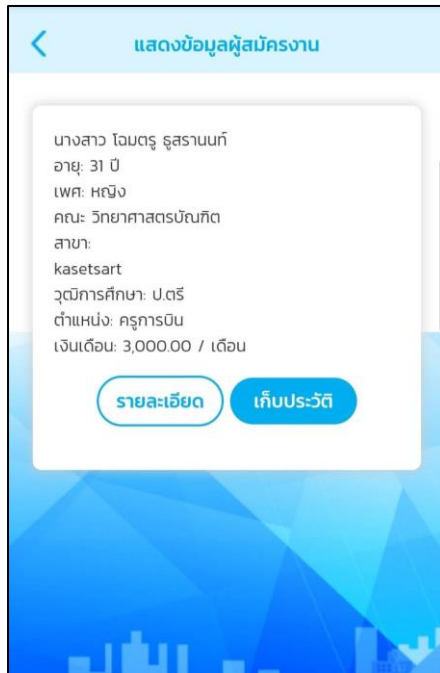 แสดงข้อมูลผู้สมัครงาน
นางสาว โฉมตรู ธุสรานนท์
อายุ: 31 ปี
เพศ: หญิง
คณะ วิทยาศาสตรบัณฑิต
สาขา:
kasetsart
วุฒิการศึกษา: ป.ตรี
ตำแหน่ง: ครูการบิน
เงินเดือน: 3,000.00 / เดือน
รายละเอียด เก็บประวัติ